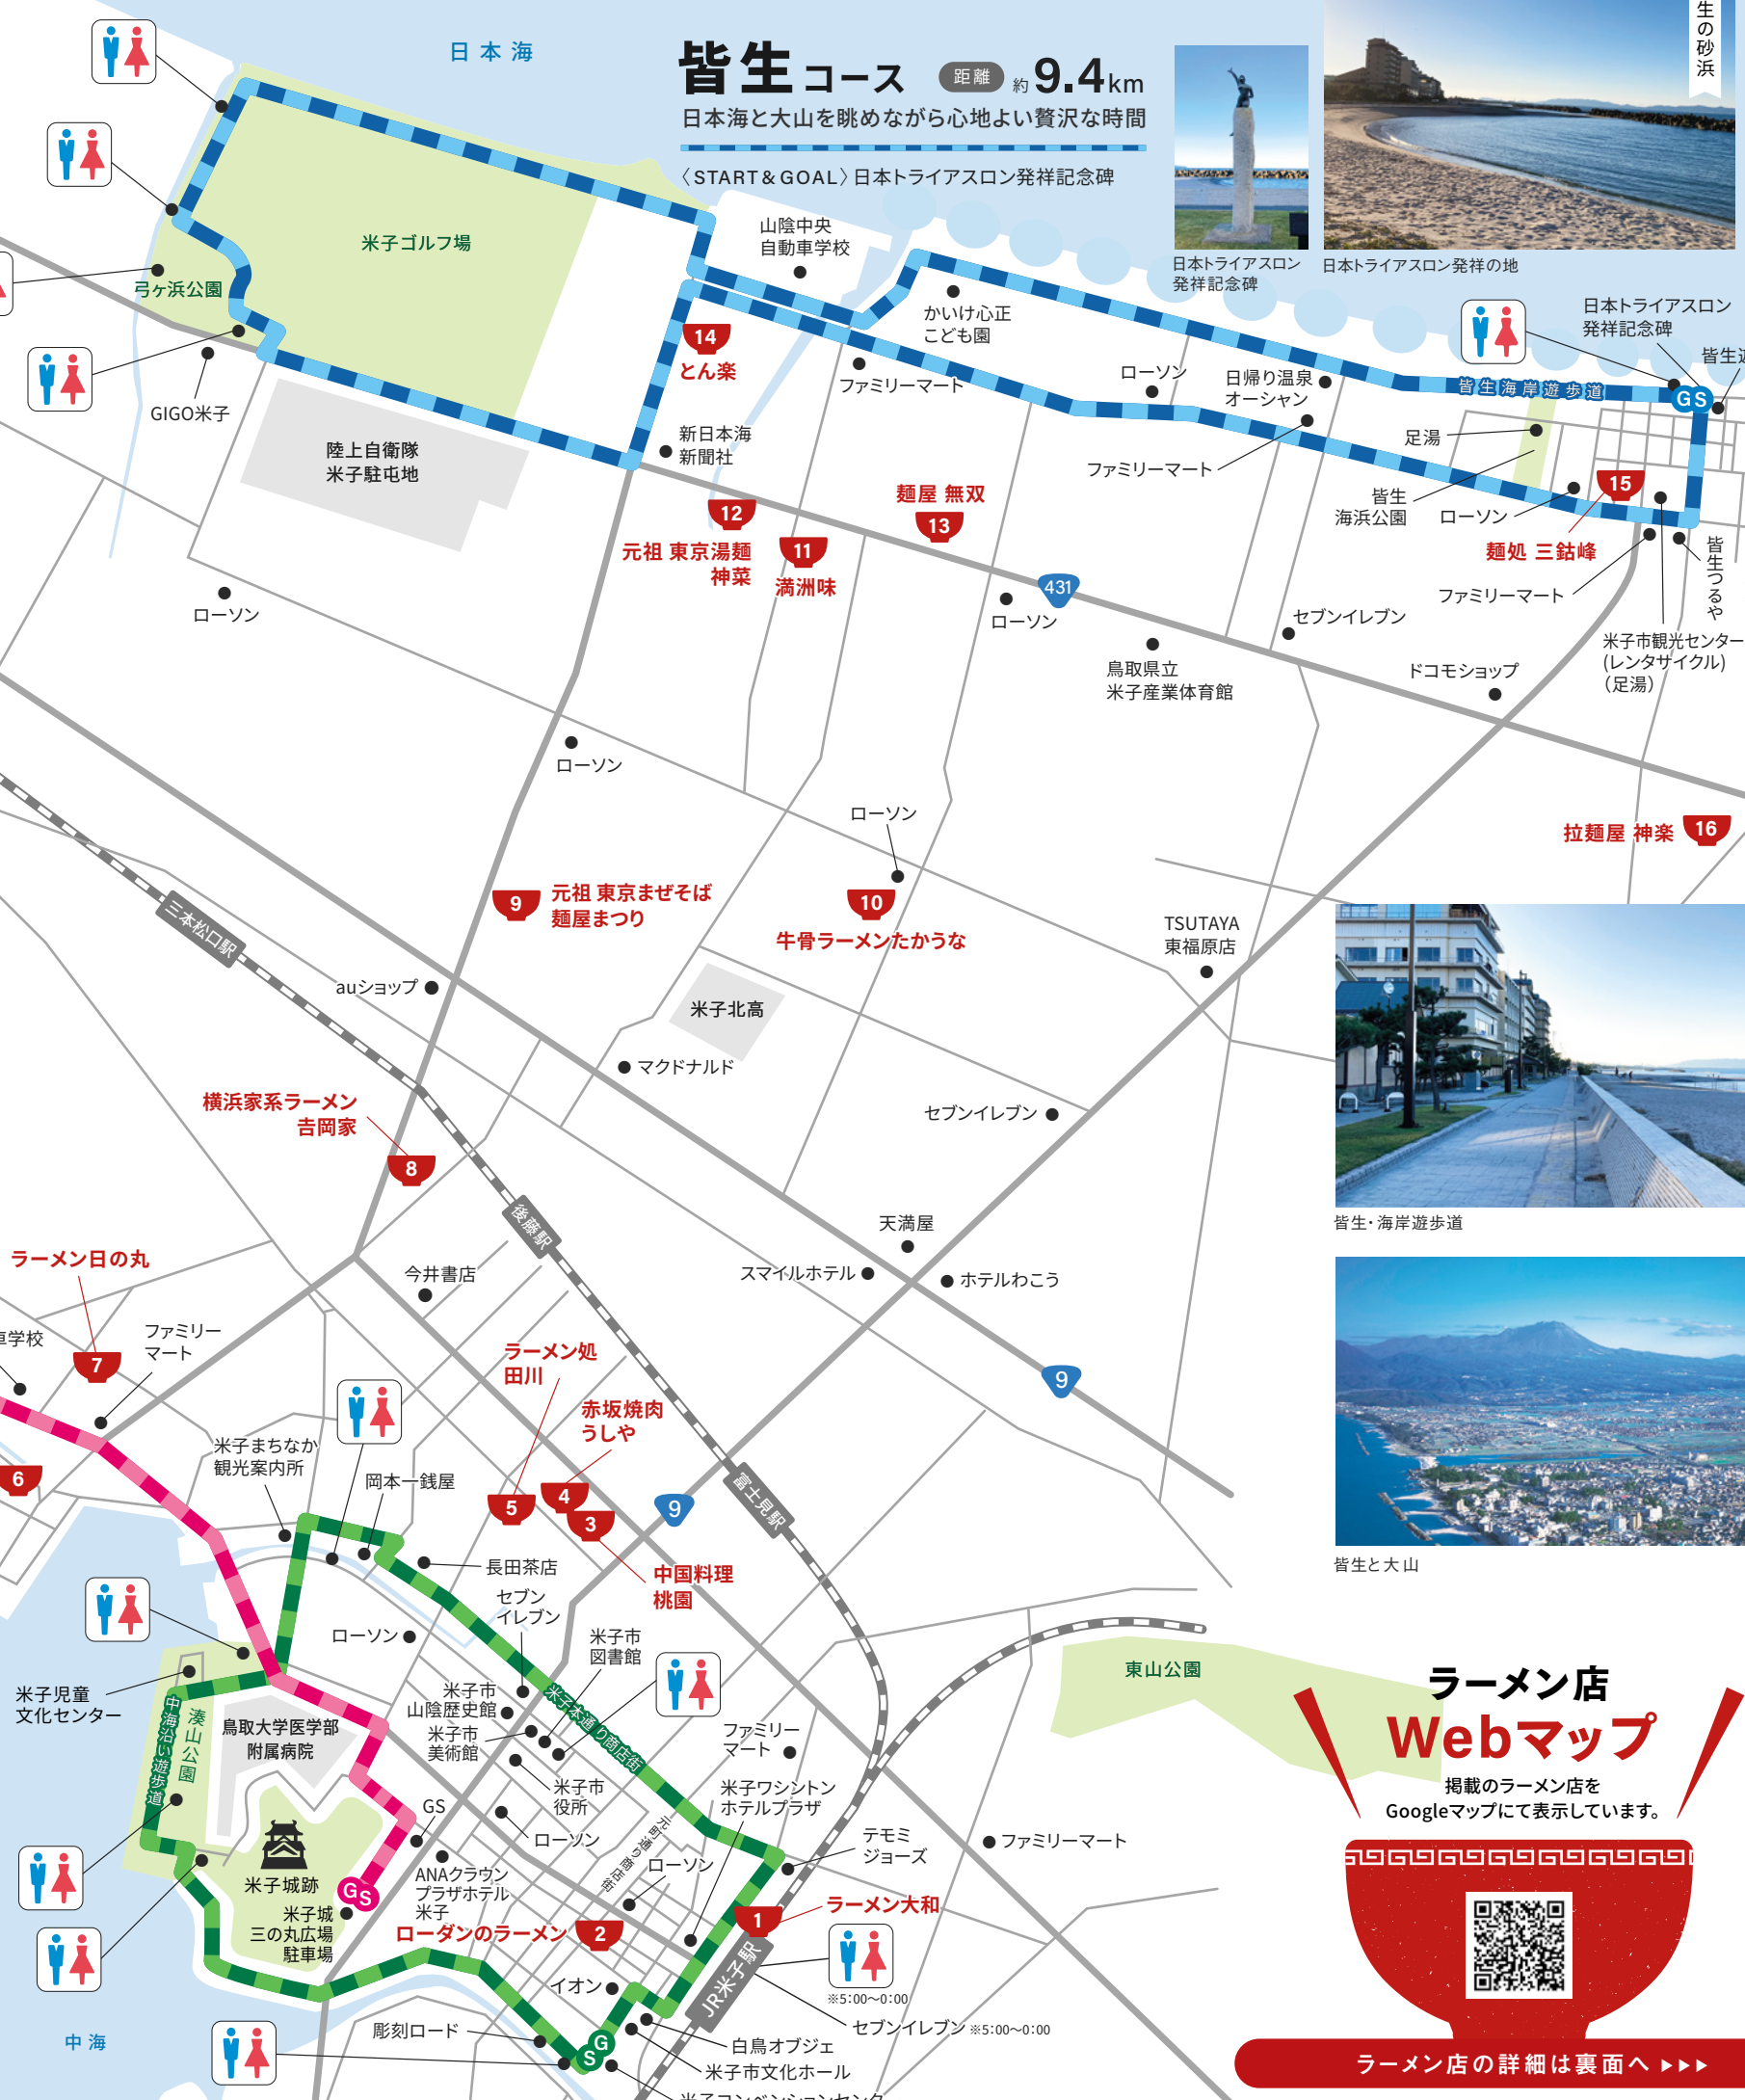 日本海
皆生コース 距離 約9.4km
日本海と大山を眺めながら心地よい贅沢な時間
〈START＆GOAL〉日本トライアスロン発祥記念碑
日本トライアスロン
発祥記念碑
生の砂浜
日本トライアスロン発祥の地
米子ゴルフ場
弓ヶ浜公園
GIGO米子
陸上自衛隊
米子駐屯地
山陰中央
自動車学校
かいけ心正
こども園
14
とん楽
ファミリーマート
ローソン
日帰り温泉
オーシャン
ファミリーマート
皆生海岸遊歩道
日本トライアスロン
発祥記念碑
皆生
G S
足湯
皆生
海浜公園
ローソン
15
麺処 三鈷峰
ファミリーマート
皆生つるや
米子市観光センター
(レンタサイクル)
（足湯）
新日本海
新聞社
12
元祖 東京湯麺
神菜
11
満洲味
麺屋 無双
13
431
ローソン
ローソン
鳥取県立
米子産業体育館
セブンイレブン
ドコモショップ
ローソン
ローソン
拉麺屋 神楽
16
9
元祖 東京まぜそば
麺屋まつり
10
牛骨ラーメンたかうな
TSUTAYA
東福原店
三本松口駅
auショップ
米子北高
マクドナルド
セブンイレブン
横浜家系ラーメン
吉岡家
8
後藤駅
皆生・海岸遊歩道
天満屋
スマイルホテル
ホテルわこう
今井書店
ラーメン日の丸
7
ファミリー
マート
車学校
9
ラーメン処
田川
赤坂焼肉
うしや
5
4
3
9
中国料理
桃園
富士見駅
6
米子まちなか
観光案内所
岡本一銭屋
長田茶店
セブン
イレブン
皆生と大山
ローソン
米子市
図書館
米子市
山陰歴史館
米子市
美術館
米子本通り商店街
ファミリー
マート
米子市
役所
米子ワシントン
ホテルプラザ
米子児童
文化センター
中海沿い遊歩道
湊山公園
鳥取大学医学部
附属病院
GS
ローソン
元町通り商店街
ローソン
テモミ
ジョーズ
ファミリーマート
東山公園
米子城跡
G S
ANAクラウン
プラザホテル
米子
米子城
三の丸広場
駐車場
ローダンのラーメン
2
1
ラーメン大和
JR米子駅
※5:00〜0:00
セブンイレブン ※5:00〜0:00
イオン
彫刻ロード
G
S
白鳥オブジェ
米子市文化ホール
米子コンベンションセンター
中海
ラーメン店
Webマップ
掲載のラーメン店を
Googleマップにて表示しています。
ラーメン店の詳細は裏面へ ▶▶▶